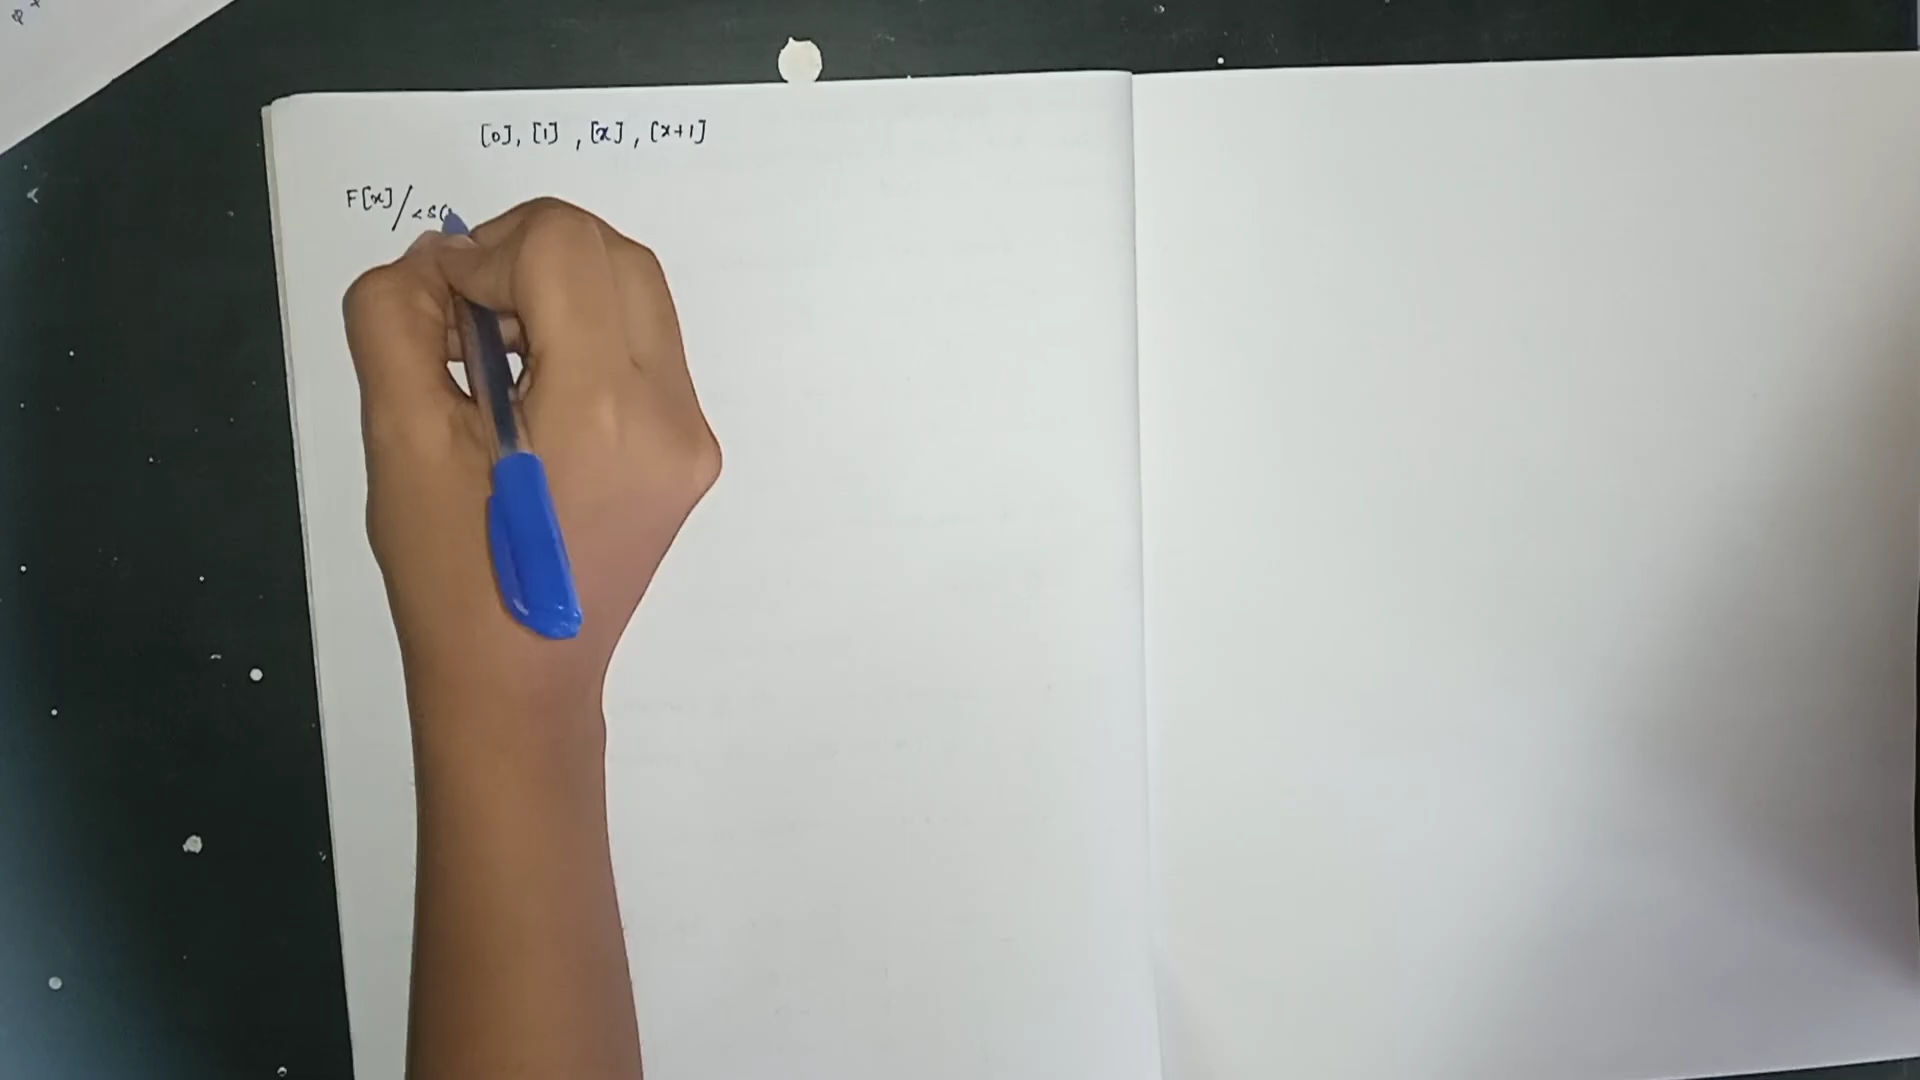 [0], [1] , [x] , [x+1]
F[x] / < S(